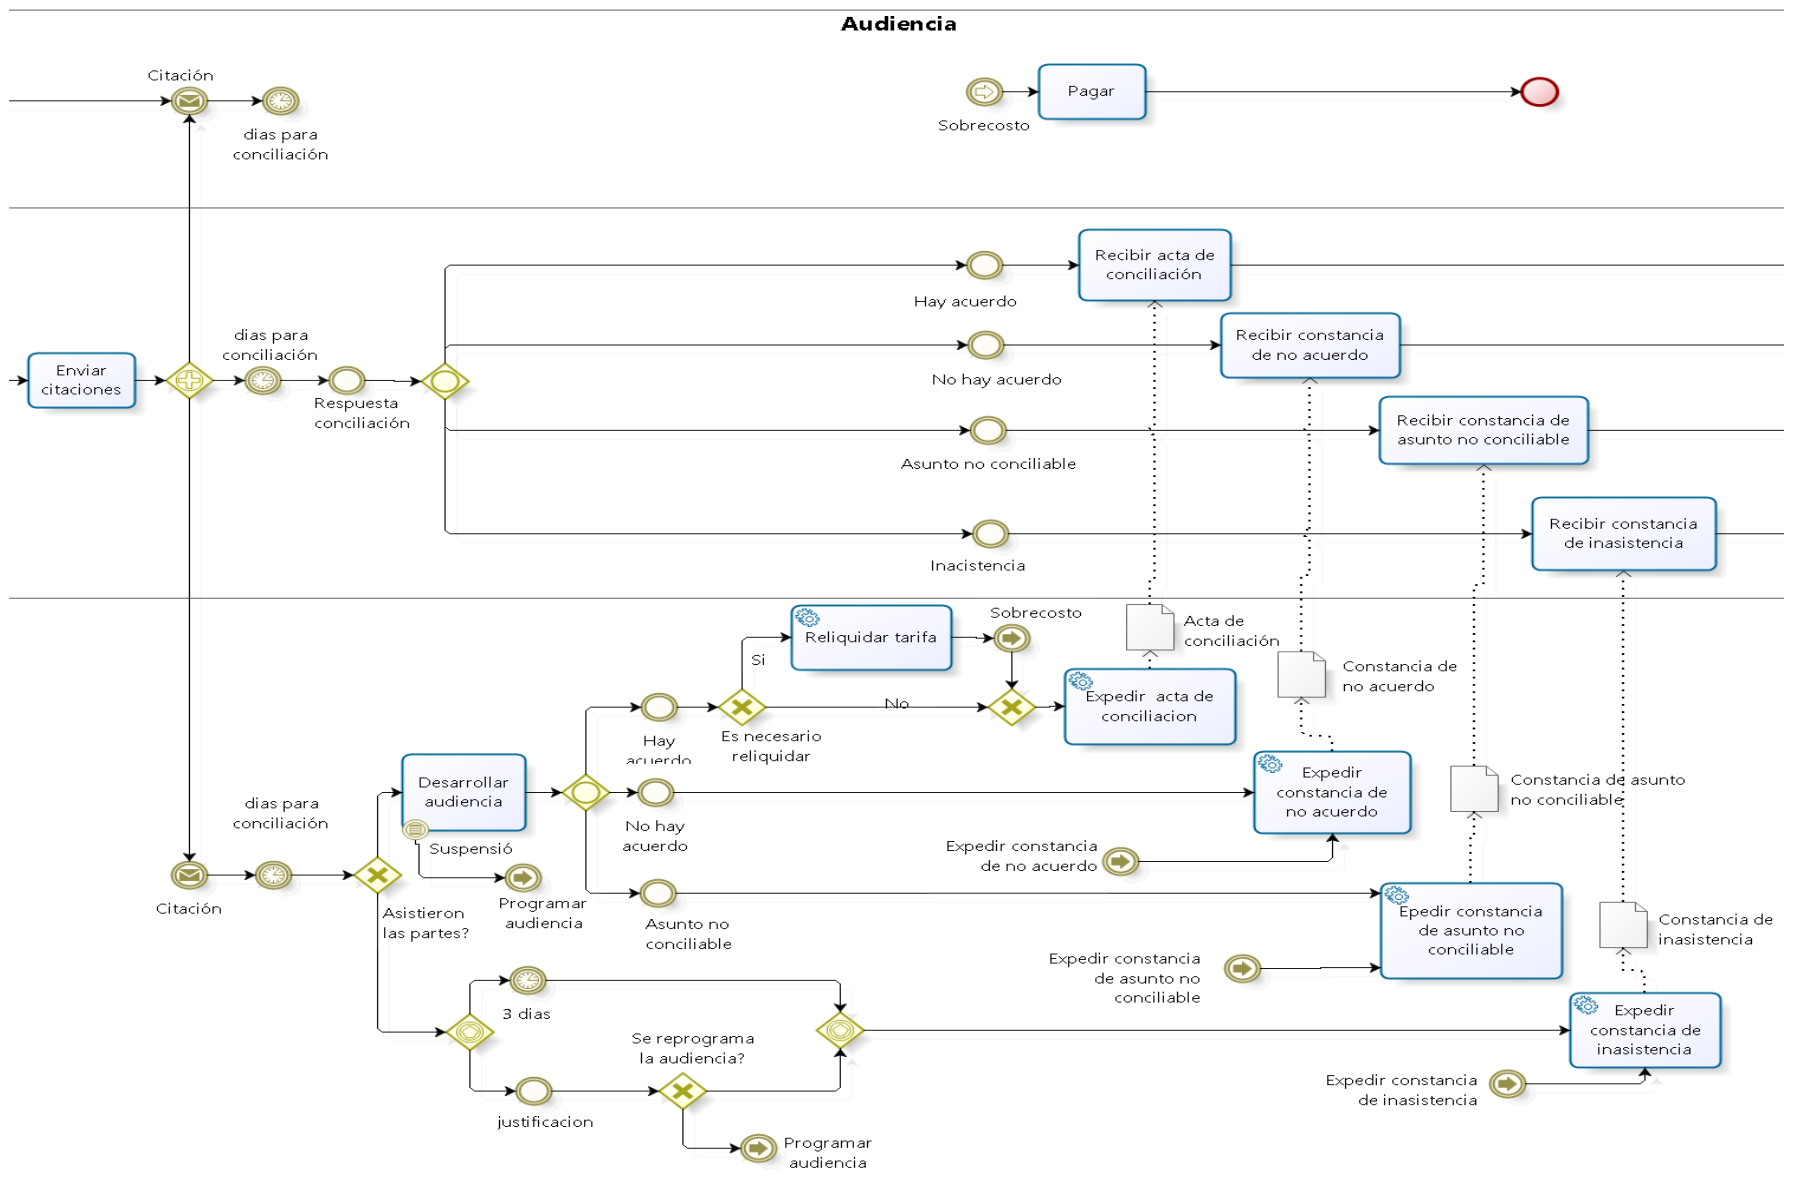 Audiencia
Citación
dias para
conciliación
Sobrecosto
Pagar
Enviar
citaciones
dias para
conciliación
Respuesta
conciliación
Hay acuerdo
Recibir acta de
conciliación
No hay acuerdo
Recibir constancia
de no acuerdo
Asunto no conciliable
Recibir constancia de
asunto no conciliable
Inacistencia
Recibir constancia
de inasistencia
Reliquidar tarifa
Sobrecosto
Si
No
Es necesario
reliquidar
Hay
acuerdo
Expedir acta de
conciliacion
Acta de
conciliación
Constancia de
no acuerdo
Desarrollar
audiencia
Suspensió
Programar
audiencia
No hay
acuerdo
Expedir
constancia de
no acuerdo
Expedir constancia
de no acuerdo
Constancia de asunto
no conciliable
dias para
conciliación
Citación
Asistieron
las partes?
Asunto no
conciliable
Epedir constancia
de asunto no
conciliable
Expedir constancia
de asunto no
conciliable
Constancia de
inasistencia
3 dias
Se reprograma
la audiencia?
justificacion
Programar
audiencia
Expedir
constancia de
inasistencia
Expedir constancia
de inasistencia